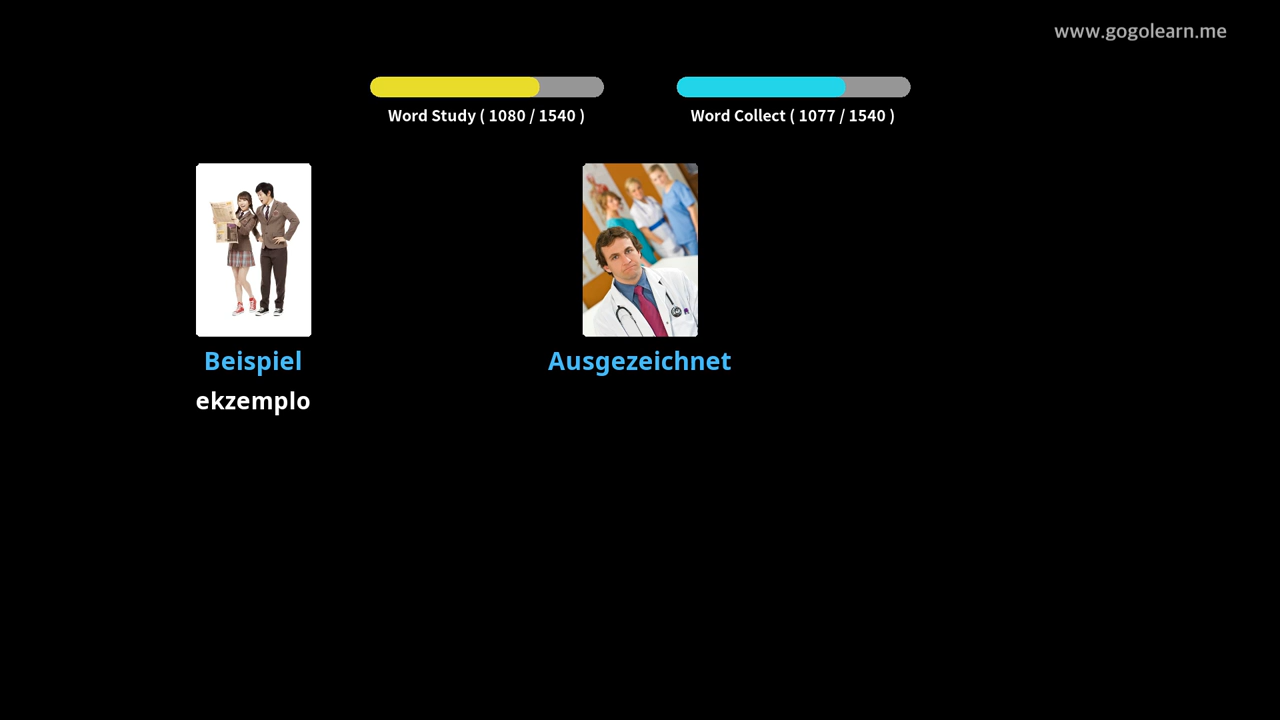 www.gogolearn.me
Word Study ( 1080 / 1540 )
Word Collect ( 1077 / 1540 )
Beispiel
Ausgezeichnet
ekzemplo